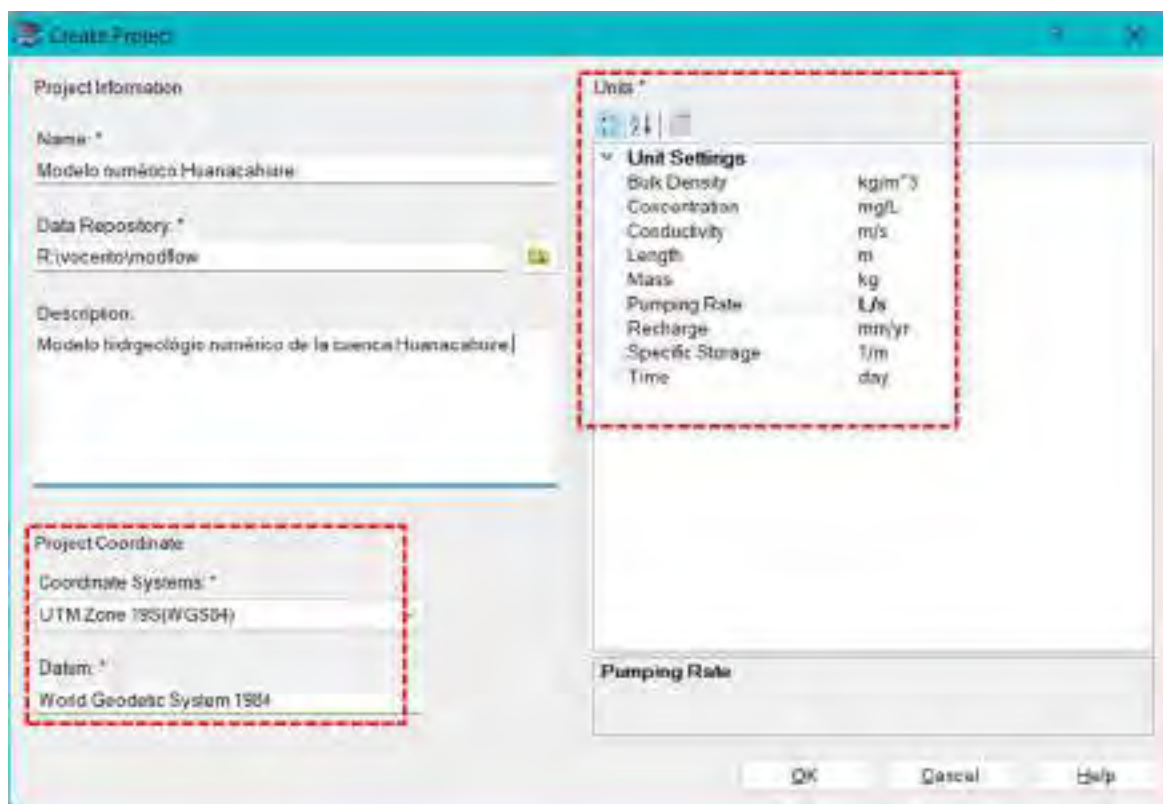 Create Project
Project Information
Name: *
Modelo numérico Huanacahuire
Data Repository: *
R:\vocento\modflow
Description:
Modelo hidrgeológio numérico de la cuenca Huanacahuire
Project Coordinate
Coordinate Systems: *
UTM Zone 19S(WGS84)
Datum: *
World Geodetic System 1984
Units *
Unit Settings
Bulk Density kg/m^3
Concentration mg/L
Conductivity m/s
Length m
Mass kg
Pumping Rate L/s
Recharge mm/yr
Specific Storage 1/m
Time day
Pumping Rate
OK Cancel Help